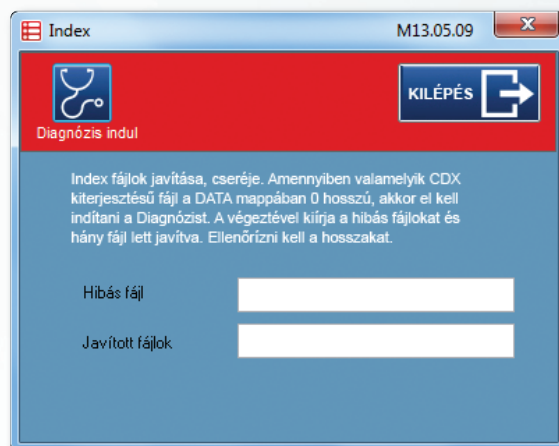 Index M13.05.09
KILÉPÉS
Diagnózis indul
Index fájlok javítása, cseréje. Amennyiben valamelyik CDX
kiterjesztésű fájl a DATA mappában 0 hosszú, akkor el kell
indítani a Diagnózist. A végeztével kiírja a hibás fájlokat és
hány fájl lett javítva. Ellenőrízni kell a hosszakat.
Hibás fájl
Javított fájlok